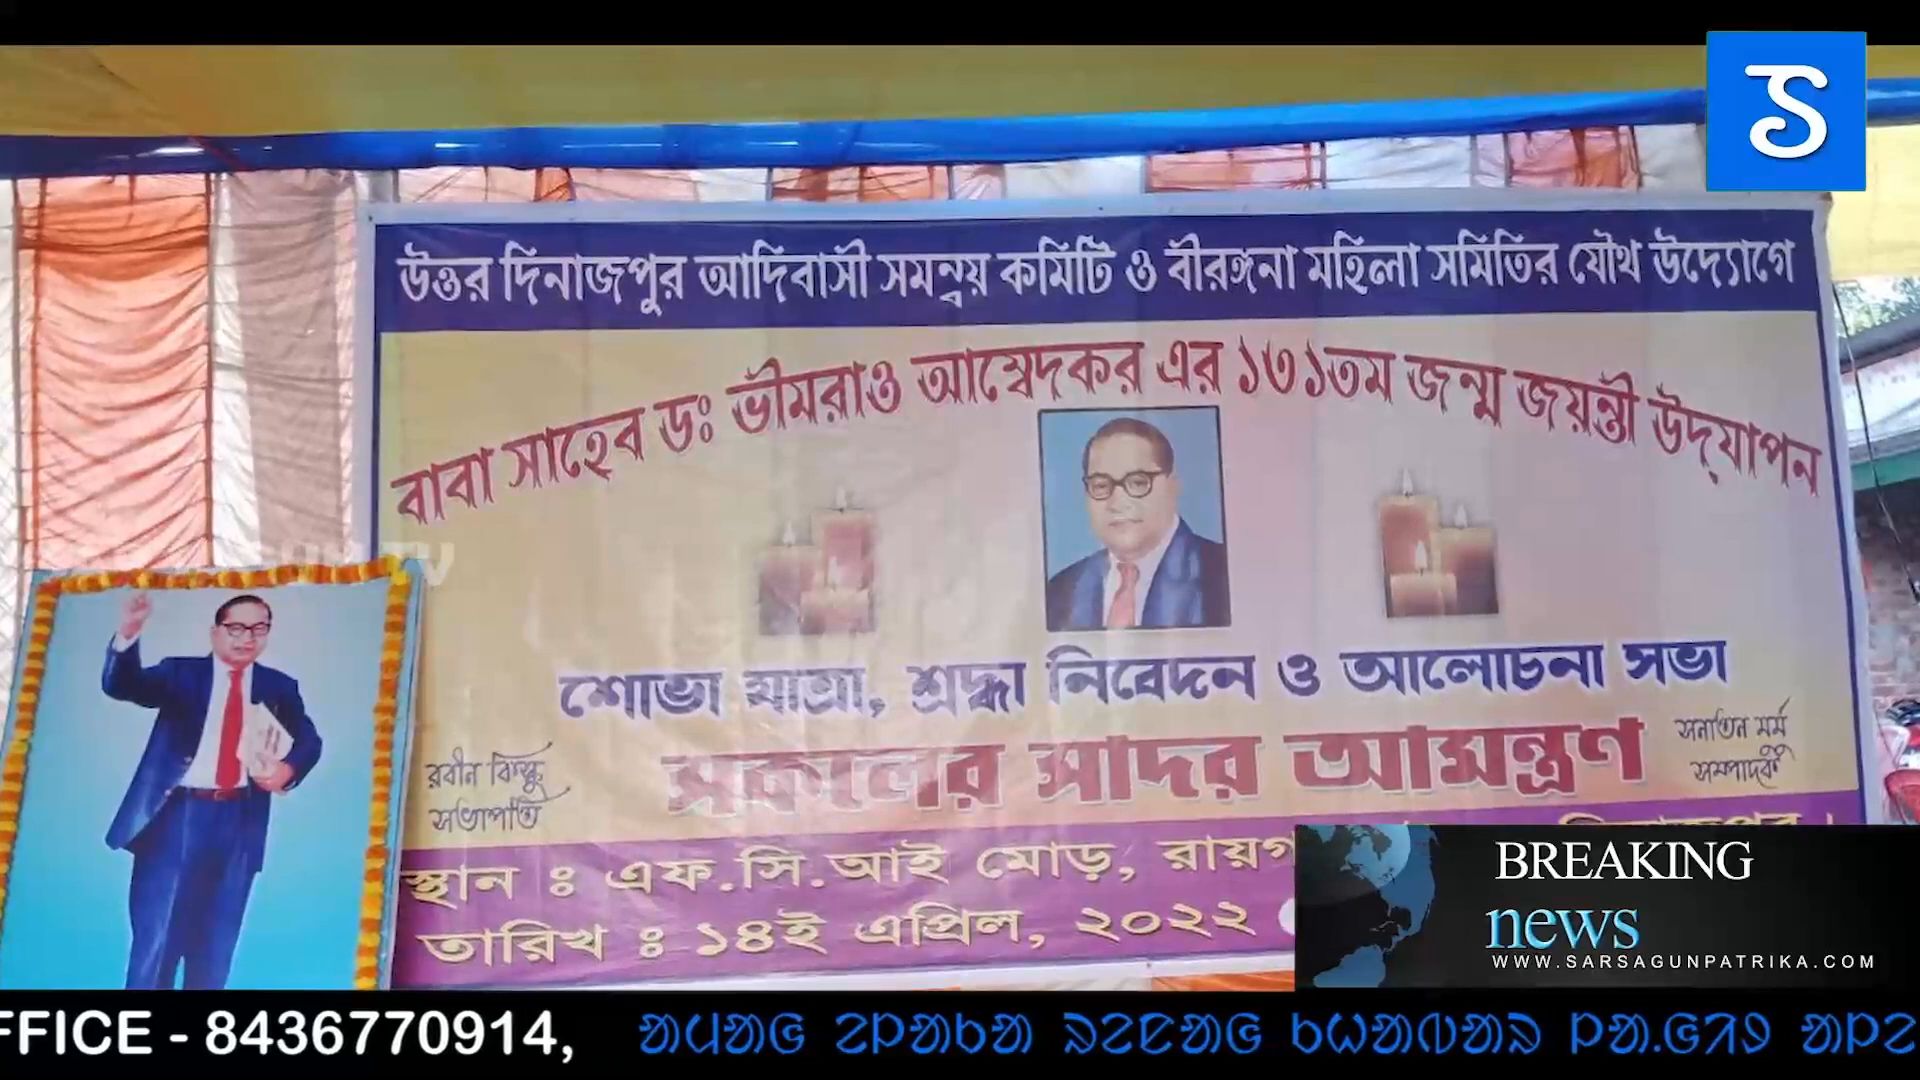 উত্তর দিনাজপুর আদিবাসী সমন্বয় কমিটি ও বীরঙ্গনা মহিলা সমিতির যৌথ উদ্যোগে
বাবা সাহেব ডঃ ভীমরাও আম্বেদকর এর ১৩১তম জন্ম জয়ন্তী উদ্‌যাপন
শোভা যাত্রা, শ্রদ্ধা নিবেদন ও আলোচনা সভা
সকলের সাদর আমন্ত্রণ
রবীন কিস্কু
সভাপতি
সনাতন মর্মু
সম্পাদক
স্থান ঃ এফ.সি.আই মোড়, রায়গ
তারিখ ঃ ১৪ই এপ্রিল, ২০২২
BREAKING
news
WWW.SARSAGUNPATRIKA.COM
FFICE - 8436770914,